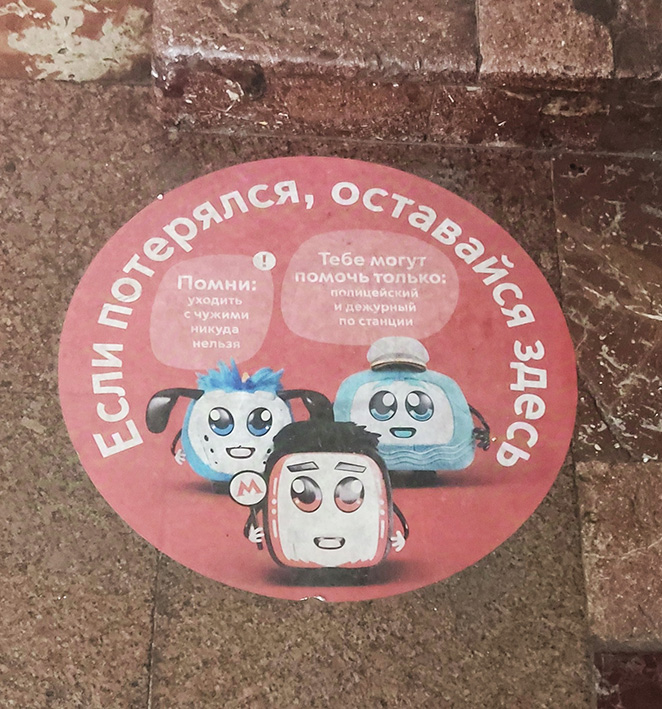 Если потерялся, оставайся здесь
!
Помни:
уходить
с чужими
никуда
нельзя
Тебе могут
помочь только:
полицейский
и дежурный
по станции
М